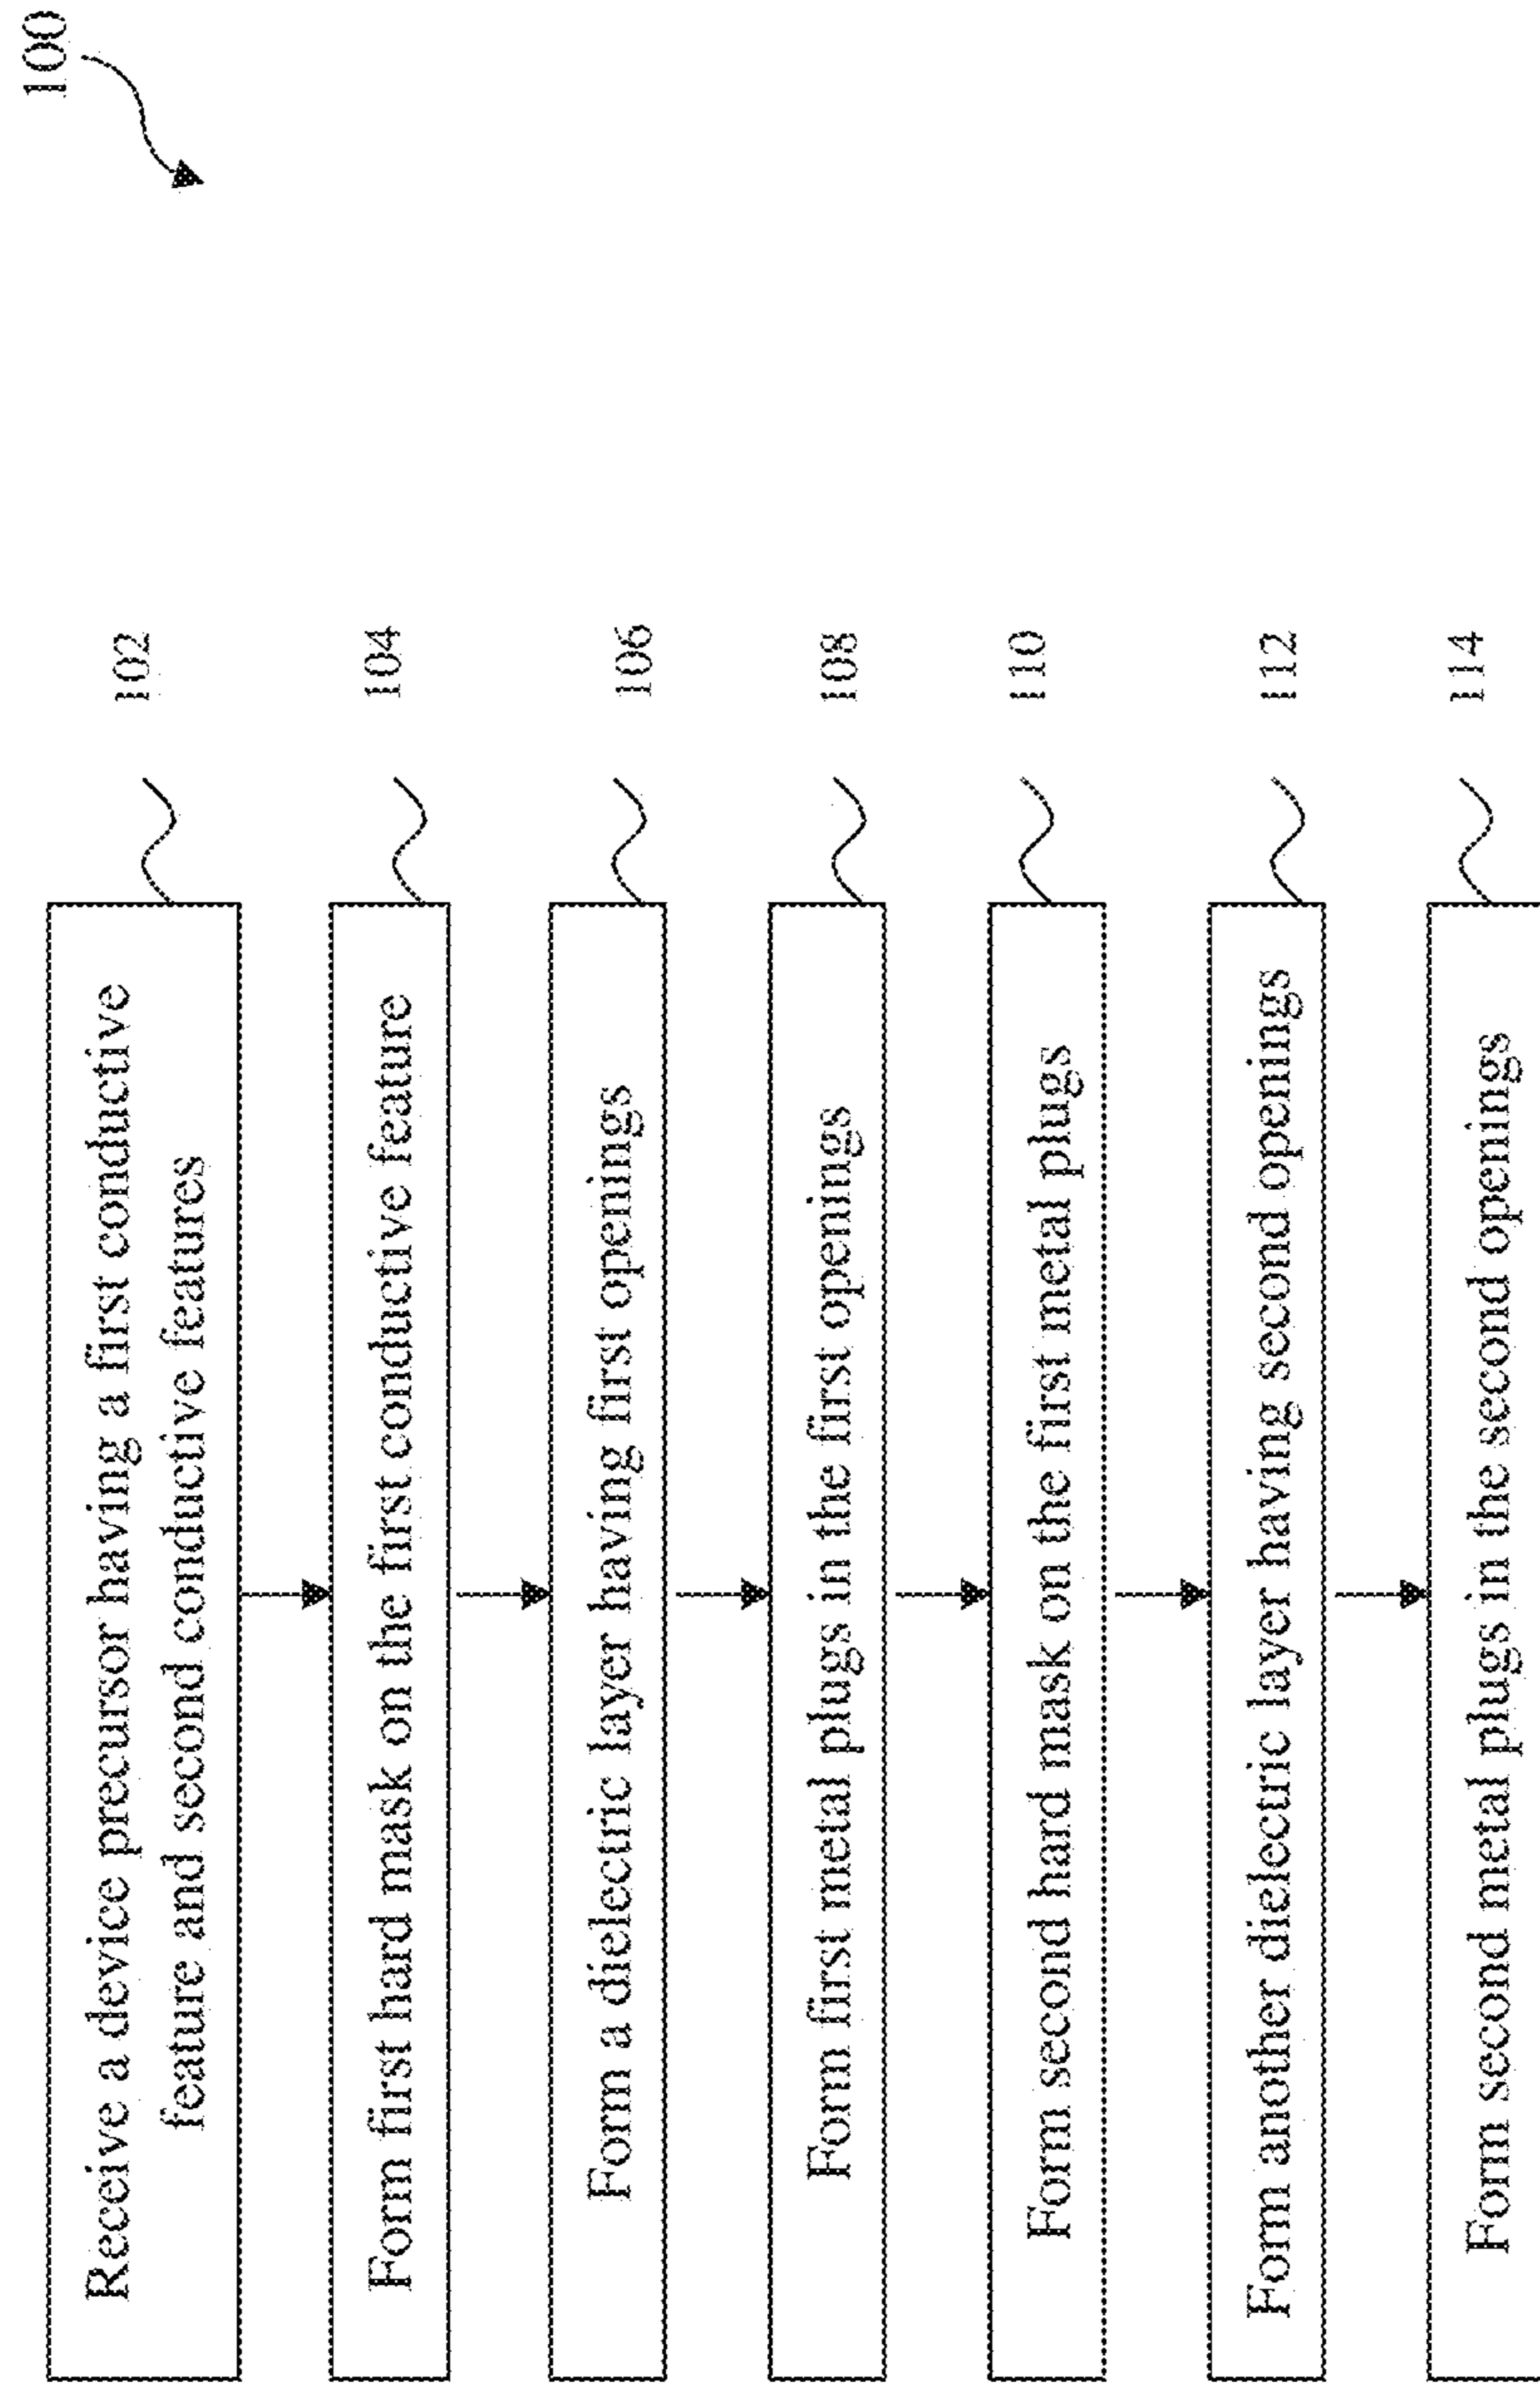 100
Receive a device precursor having a first conductive
feature and second conductive features
102
Form first hard mask on the first conductive feature
104
Form a dielectric layer having first openings
106
Form first metal plugs in the first openings
108
Form second hard mask on the first metal plugs
110
Form another dielectric layer having second openings
112
Form second metal plugs in the second openings
114